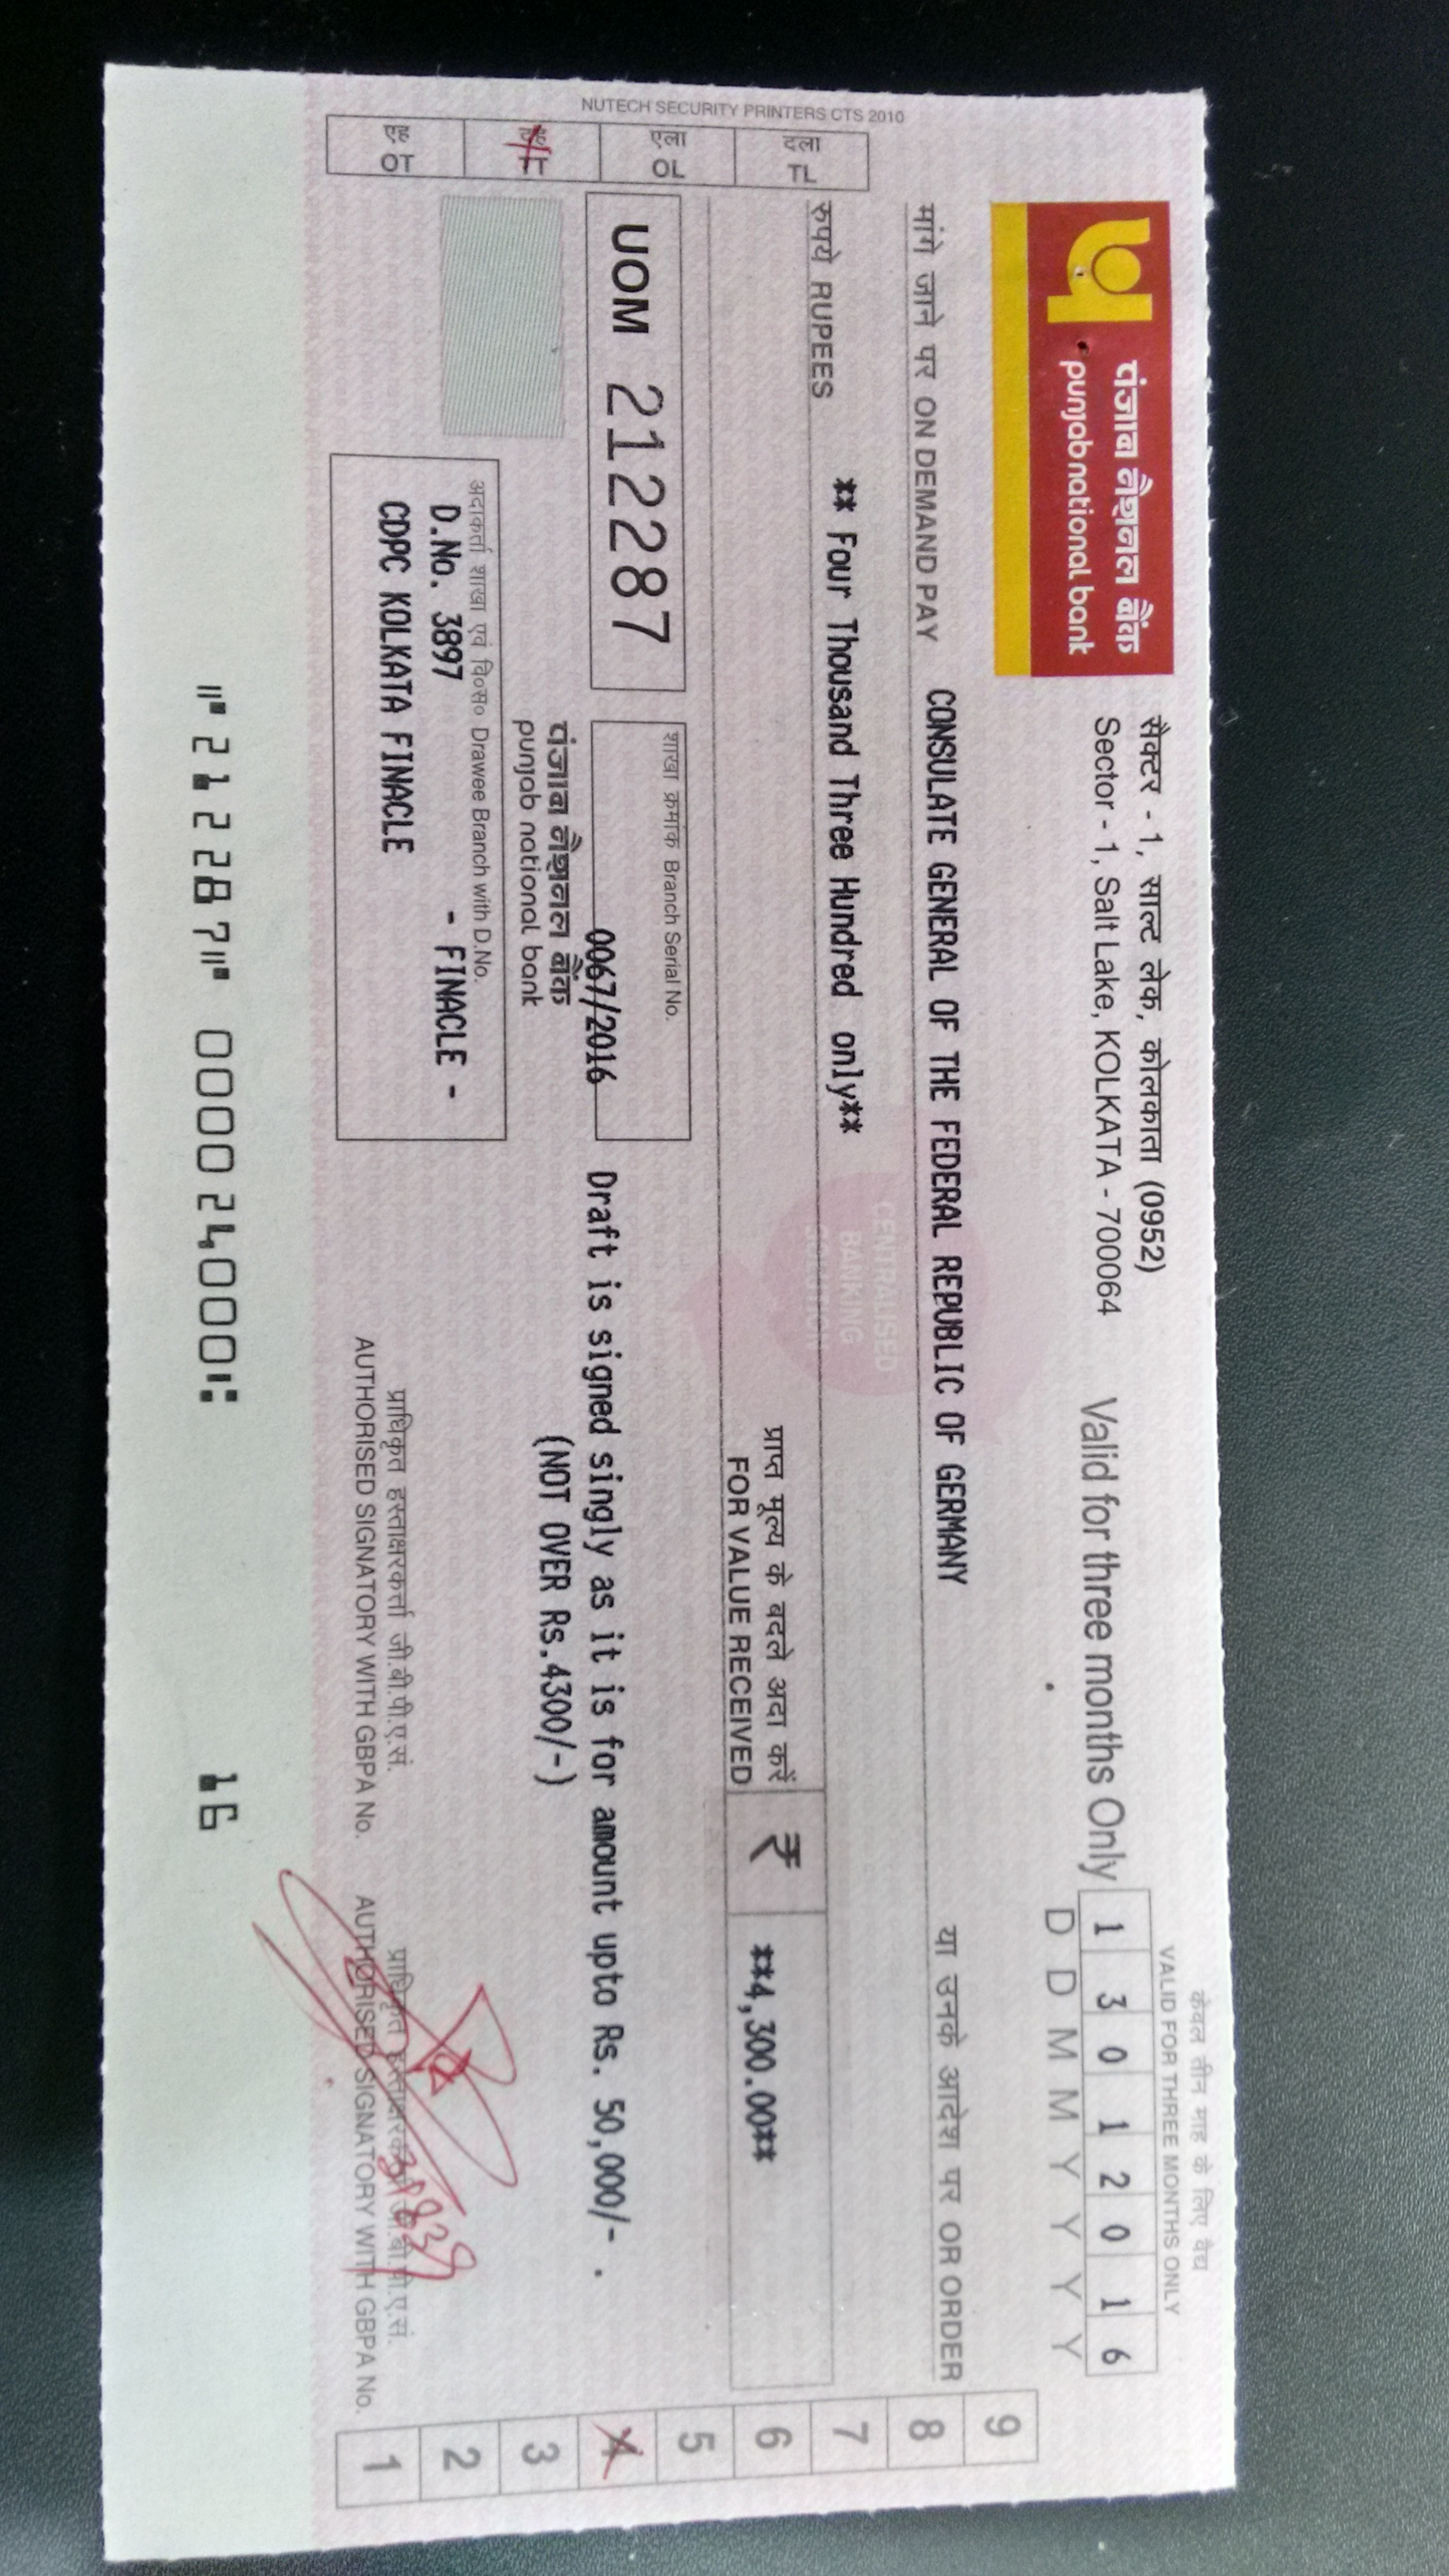 केवल तीन माह के लिए वैध
VALID FOR THREE MONTHS ONLY
पंजाब नैशनल बैंक
punjab national bank
सैक्टर - 1, साल्ट लेक, कोलकाता (0952)
Sector - 1, Salt Lake, KOLKATA - 700064
Valid for three months Only
1 3 0 1 2 0 1 6
D D M M Y Y Y Y
मांगे जाने पर ON DEMAND PAY CONSULATE GENERAL OF THE FEDERAL REPUBLIC OF GERMANY या उनके आदेश पर OR ORDER
रुपये RUPEES ** Four Thousand Three Hundred only**
CENTRALISED
BANKING
SOLUTION
प्राप्त मूल्य के बदले अदा करें
FOR VALUE RECEIVED
₹ **4,300.00**
NUTECH SECURITY PRINTERS CTS 2010
दला
TL
एला
OL
एह
OT
UOM 212287
शाखा क्रमांक Branch Serial No.
0067/2016
Draft is signed singly as it is for amount upto Rs. 50,000/- .
(NOT OVER Rs.4300/-)
पंजाब नैशनल बैंक
punjab national bank
अदाकर्ता शाखा एवं वि०सं० Drawee Branch with D.No.
D.No. 3897 - FINACLE -
CDPC KOLKATA FINACLE
प्राधिकृत हस्ताक्षरकर्ता जी.बी.पी.ए.सं.
AUTHORISED SIGNATORY WITH GBPA No.
प्राधिकृत हस्ताक्षरकर्ता जी.बी.पी.ए.सं.
AUTHORISED SIGNATORY WITH GBPA No.
9
8
7
6
5
4
3
2
1
⑈212287⑈ 000024000⑆ 16